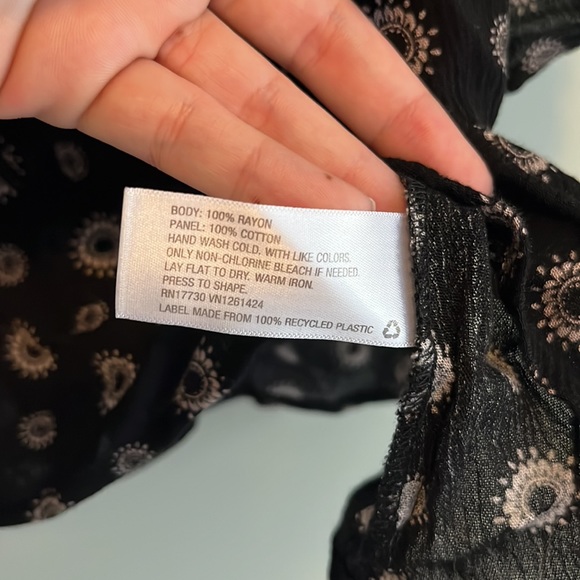 BODY: 100% RAYON
PANEL: 100% COTTON
HAND WASH COLD. WITH LIKE COLORS.
ONLY NON-CHLORINE BLEACH IF NEEDED.
LAY FLAT TO DRY. WARM IRON.
PRESS TO SHAPE.
RN17730 VN1261424
LABEL MADE FROM 100% RECYCLED PLASTIC